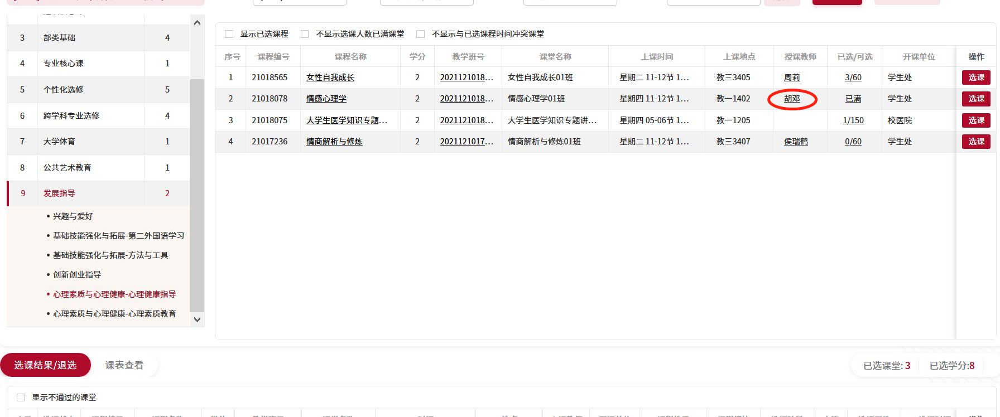 3 部类基础 4
4 专业核心课 1
5 个性化选修 5
6 跨学科专业选修 4
7 大学体育 1
8 公共艺术教育 1
9 发展指导 2
• 兴趣与爱好
• 基础技能强化与拓展-第二外国语学习
• 基础技能强化与拓展-方法与工具
• 创新创业指导
• 心理素质与心理健康-心理健康指导
• 心理素质与心理健康-心理素质教育
显示已选课程 不显示选课人数已满课堂 不显示与已选课程时间冲突课堂
序号 课程编号 课程名称 学分 教学班号 课堂名称 上课时间 上课地点 授课教师 已选/可选 开课单位 操作
1 21018565 女性自我成长 2 2021121018... 女性自我成长01班 星期二 11-12节 1... 教三3405 周莉 3/60 学生处 选课
2 21018078 情感心理学 2 2021121018... 情感心理学01班 星期四 11-12节 1... 教一1402 胡邓 已满 学生处 选课
3 21018075 大学生医学知识专题... 2 2021121018... 大学生医学知识专题讲... 星期四 05-06节 1... 教一1205 1/150 校医院 选课
4 21017236 情商解析与修炼 2 2021121017... 情商解析与修炼01班 星期二 11-12节 1... 教三3407 侯瑞鹤 0/60 学生处 选课
选课结果/退选 课表查看 已选课堂: 3 已选学分:8
显示不通过的课堂